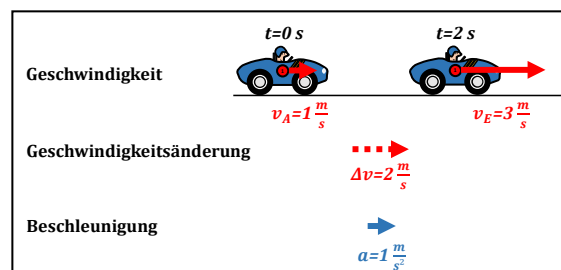 t=0 s t=2 s
Geschwindigkeit
v_A=1 m/s v_E=3 m/s
Geschwindigkeitsänderung
Δv=2 m/s
Beschleunigung
a=1 m/s²